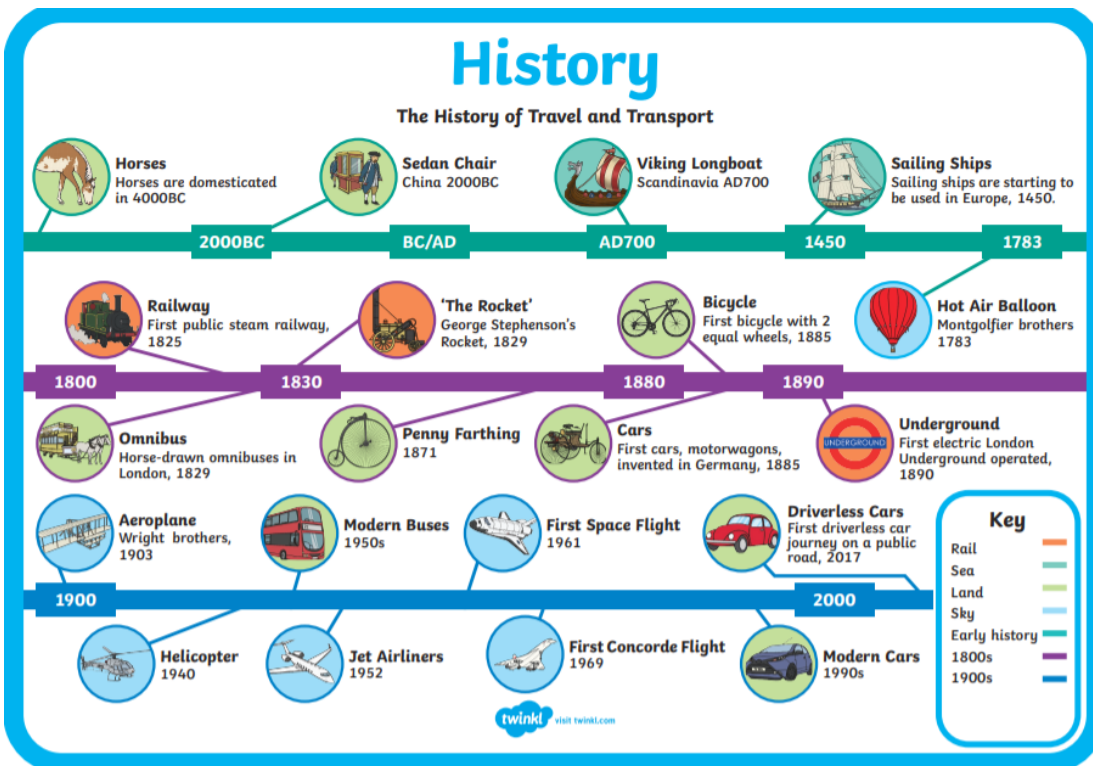 History
The History of Travel and Transport
Horses
Horses are domesticated
in 4000BC
Sedan Chair
China 2000BC
Viking Longboat
Scandinavia AD700
Sailing Ships
Sailing ships are starting to
be used in Europe, 1450.
2000BC
BC/AD
AD700
1450
1783
Railway
First public steam railway,
1825
‘The Rocket’
George Stephenson's
Rocket, 1829
Bicycle
First bicycle with 2
equal wheels, 1885
Hot Air Balloon
Montgolfier brothers
1783
1800
1830
1880
1890
Omnibus
Horse-drawn omnibuses in
London, 1829
Penny Farthing
1871
Cars
First cars, motorwagons,
invented in Germany, 1885
UNDERGROUND
Underground
First electric London
Underground operated,
1890
Aeroplane
Wright brothers,
1903
Modern Buses
1950s
First Space Flight
1961
Driverless Cars
First driverless car
journey on a public
road, 2017
1900
2000
Helicopter
1940
Jet Airliners
1952
First Concorde Flight
1969
Modern Cars
1990s
Key
Rail
Sea
Land
Sky
Early history
1800s
1900s
twinkl visit twinkl.com